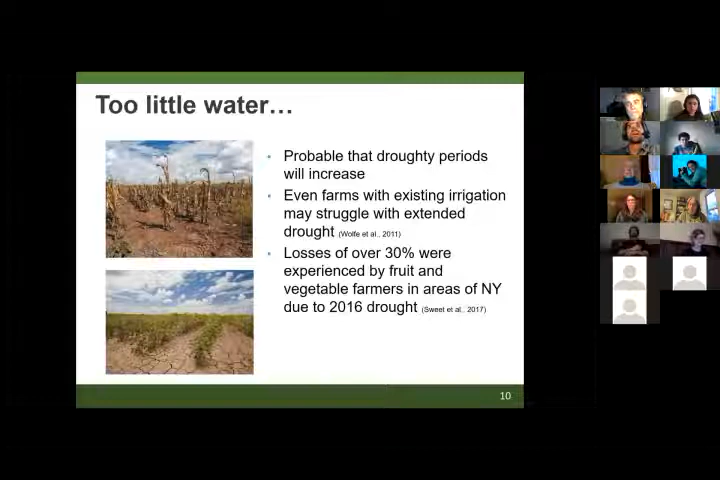 Too little water…
Probable that droughty periods
will increase
Even farms with existing irrigation
may struggle with extended
drought (Wolfe et al., 2011)
Losses of over 30% were
experienced by fruit and
vegetable farmers in areas of NY
due to 2016 drought (Sweet et al., 2017)
10